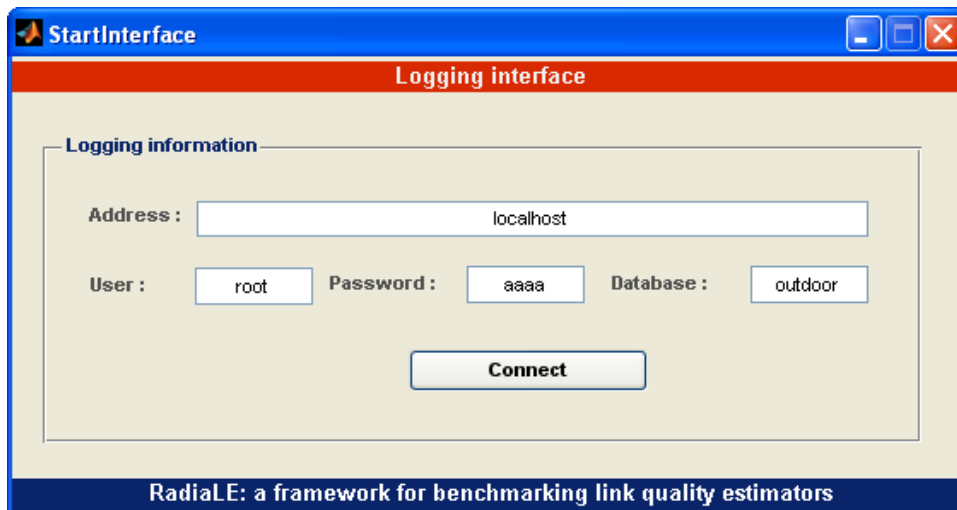 StartInterface
Logging interface
Logging information
Address : localhost
User : root Password : aaaa Database : outdoor
Connect
RadiaLE: a framework for benchmarking link quality estimators